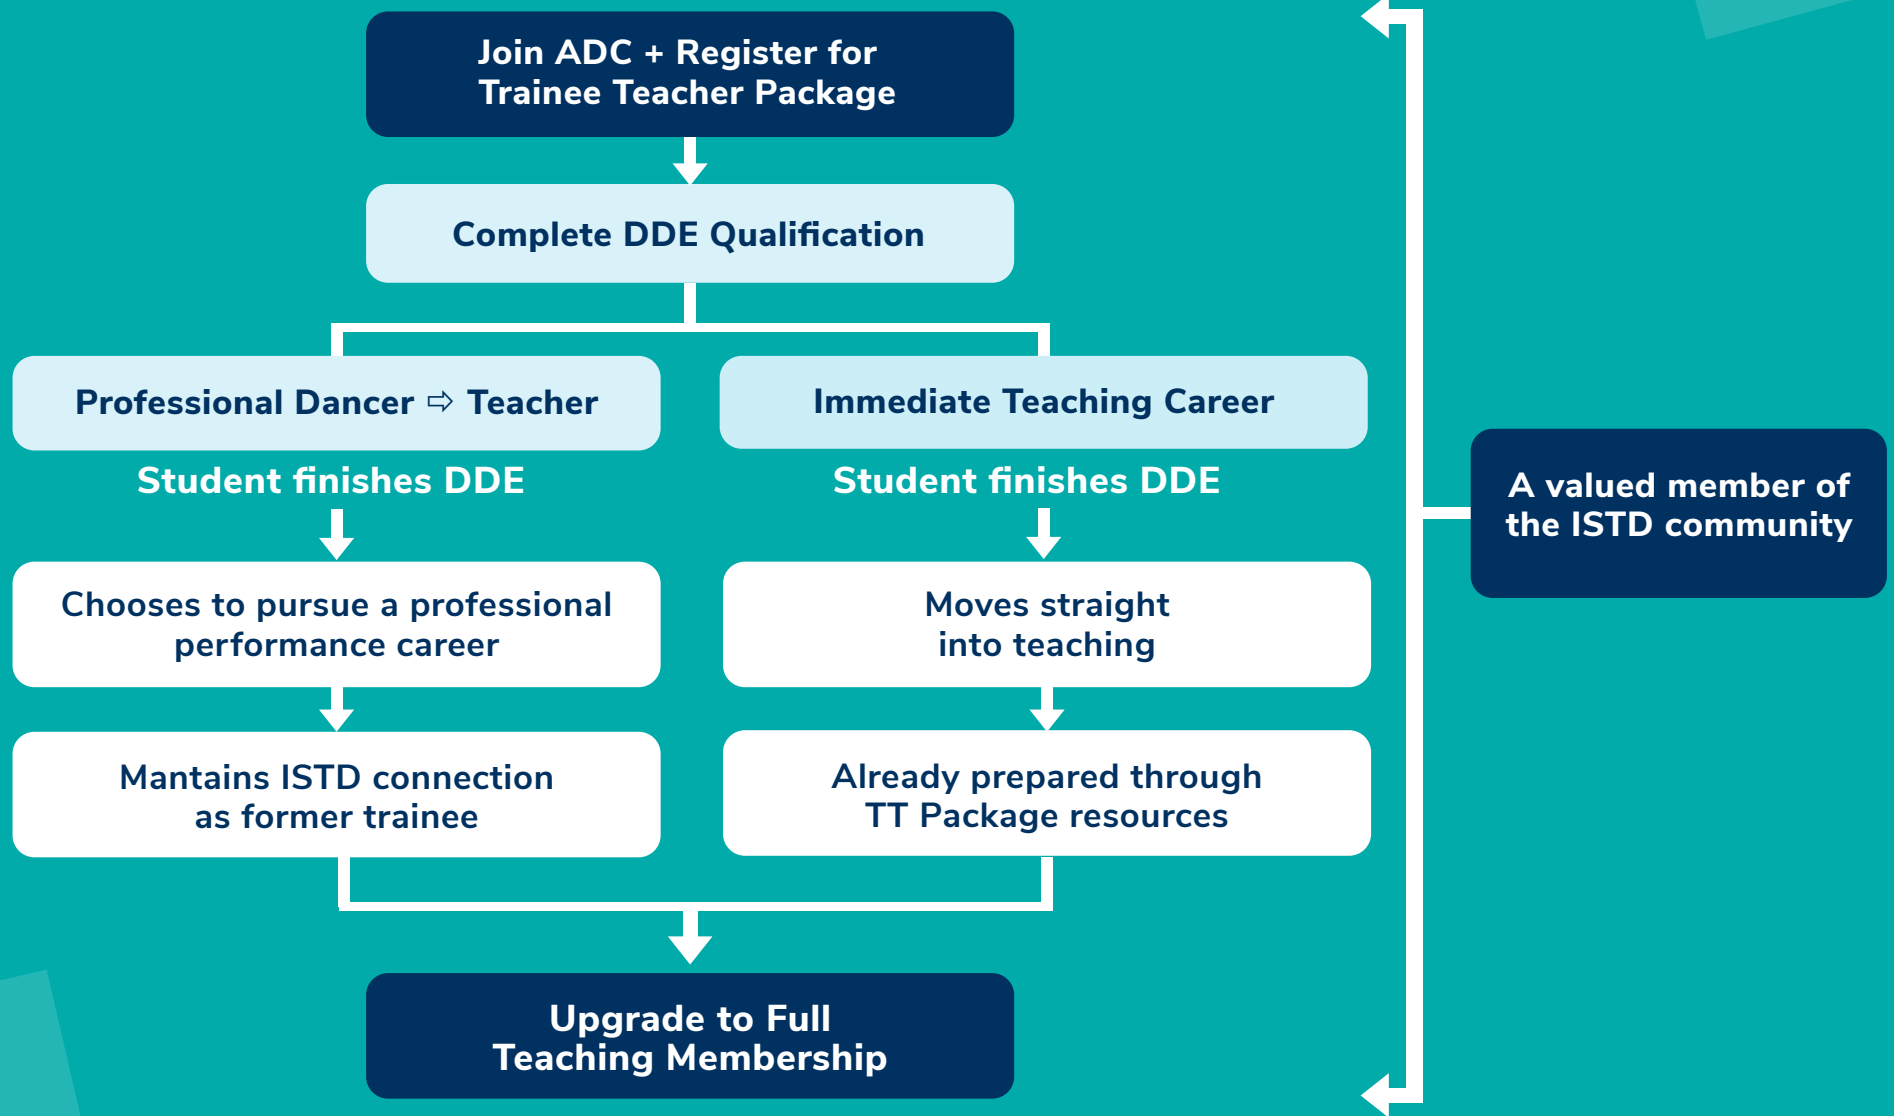 Join ADC + Register for
Trainee Teacher Package
Complete DDE Qualification
Professional Dancer ⇨ Teacher
Student finishes DDE
Chooses to pursue a professional
performance career
Mantains ISTD connection
as former trainee
Immediate Teaching Career
Student finishes DDE
Moves straight
into teaching
Already prepared through
TT Package resources
Upgrade to Full
Teaching Membership
A valued member of
the ISTD community